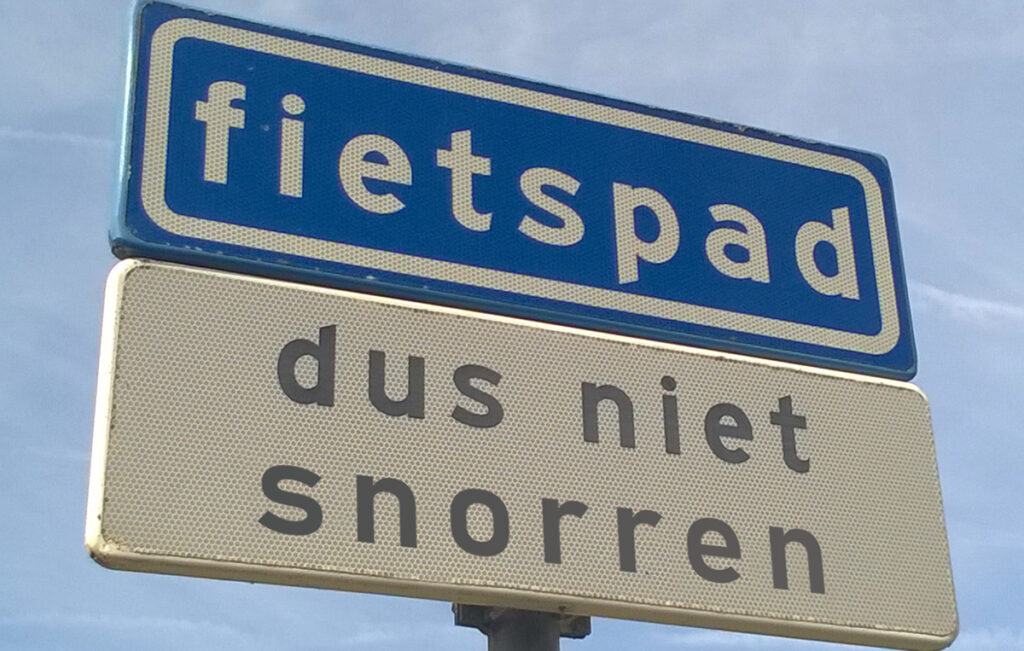 fietspad
dus niet
snorren